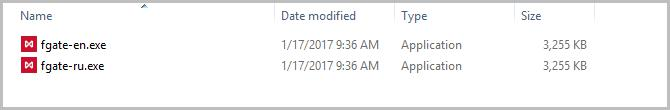 Name Date modified Type Size
fgate-en.exe 1/17/2017 9:36 AM Application 3,255 KB
fgate-ru.exe 1/17/2017 9:36 AM Application 3,255 KB